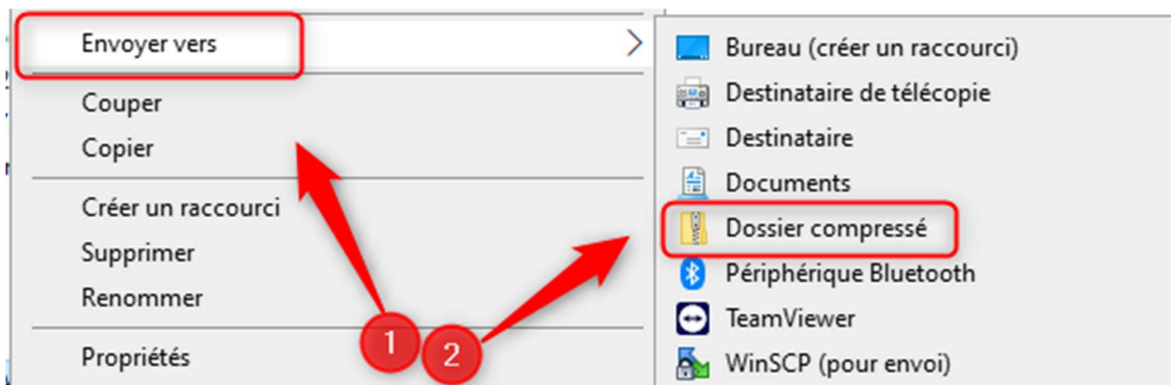 Envoyer vers
Couper
Copier
Créer un raccourci
Supprimer
Renommer
Propriétés
1
2
Bureau (créer un raccourci)
Destinataire de télécopie
Destinataire
Documents
Dossier compressé
Périphérique Bluetooth
TeamViewer
WinSCP (pour envoi)